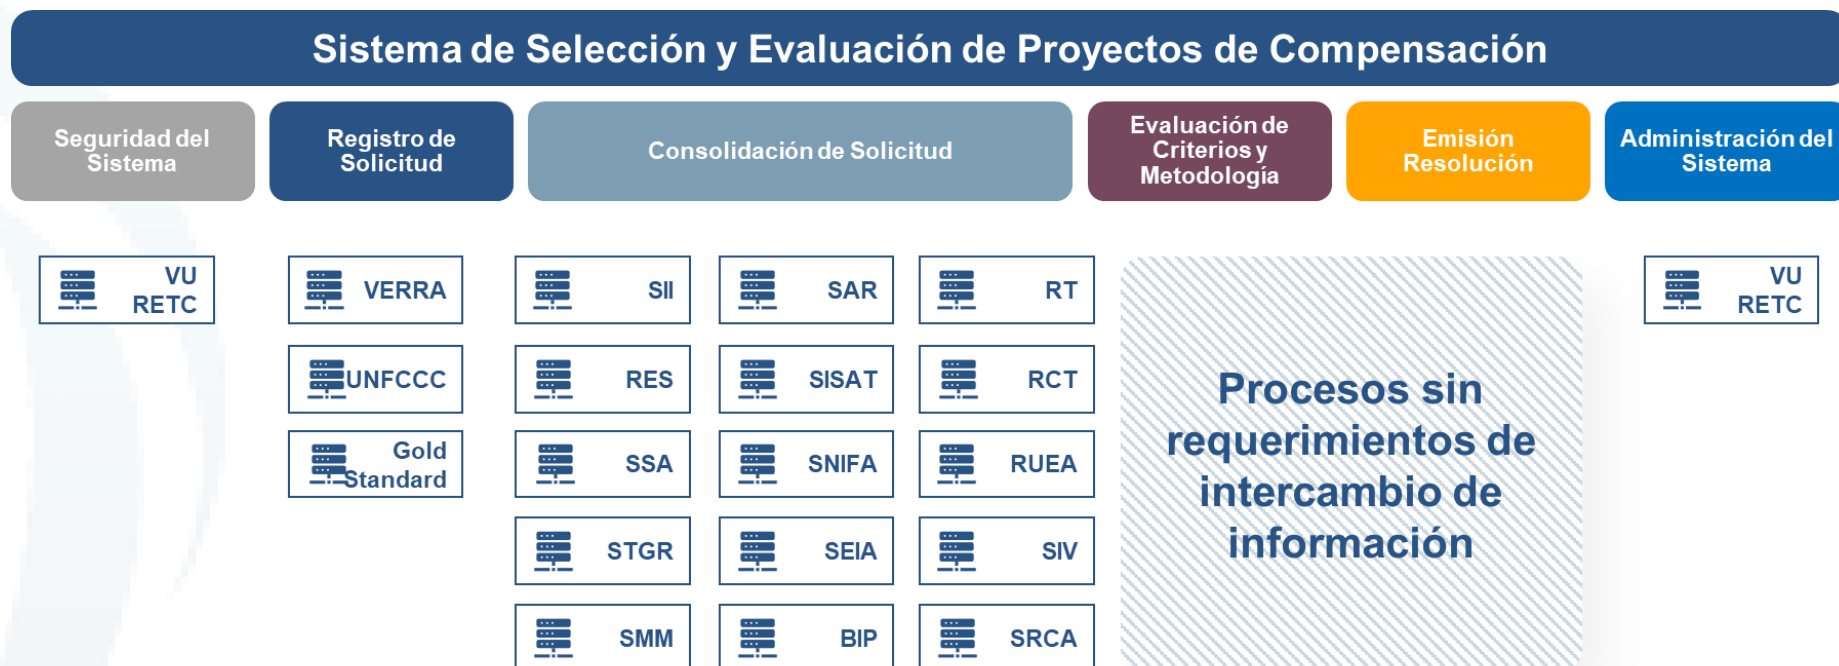 Sistema de Selección y Evaluación de Proyectos de Compensación
Seguridad del
Sistema
Registro de
Solicitud
Consolidación de Solicitud
Evaluación de
Criterios y
Metodología
Emisión
Resolución
Administración del
Sistema
VU
RETC
VERRA
SII
SAR
RT
VU
RETC
UNFCCC
RES
SISAT
RCT
Gold
Standard
SSA
SNIFA
RUEA
STGR
SEIA
SIV
SMM
BIP
SRCA
Procesos sin
requerimientos de
intercambio de
información